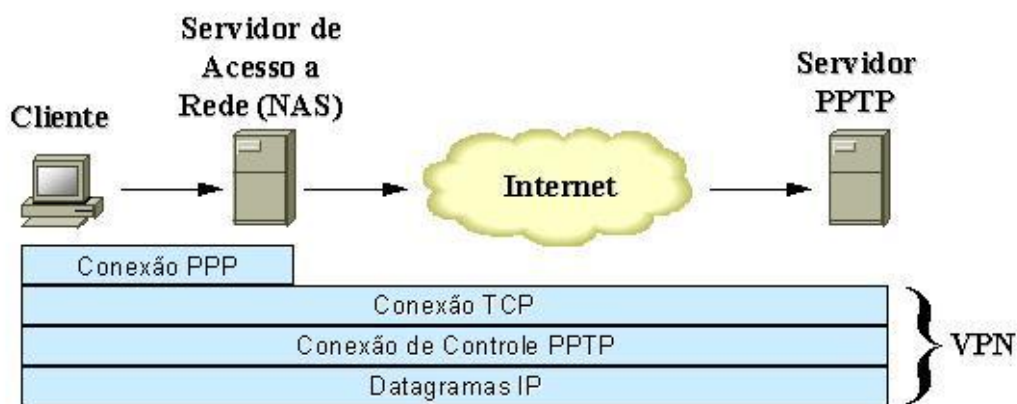 Cliente
Servidor de
Acesso a
Rede (NAS)
Internet
Servidor
PPTP
Conexão PPP
Conexão TCP
Conexão de Controle PPTP
Datagramas IP
VPN